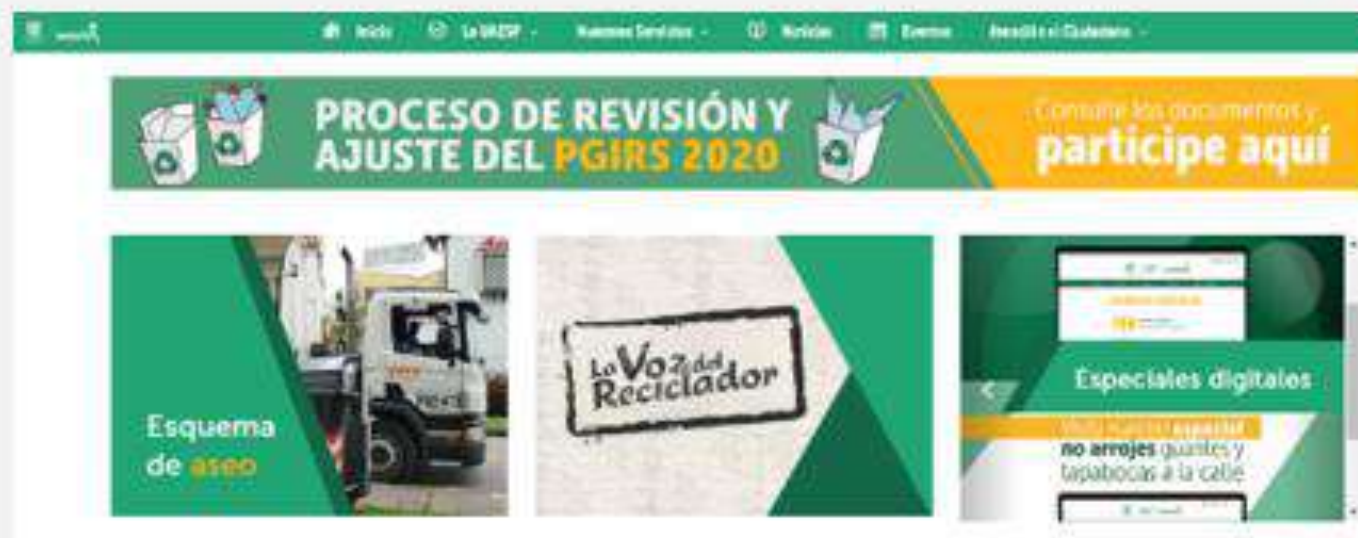 Inicio La UAESP Nuestros Servicios Noticias Eventos Atención al Ciudadano
PROCESO DE REVISIÓN Y
AJUSTE DEL PGIRS 2020
Consulte los documentos y
participe aquí
Esquema
de aseo
La Voz del
Reciclador
Especiales digitales
especial
no arrojes guantes y
tapabocas a la calle